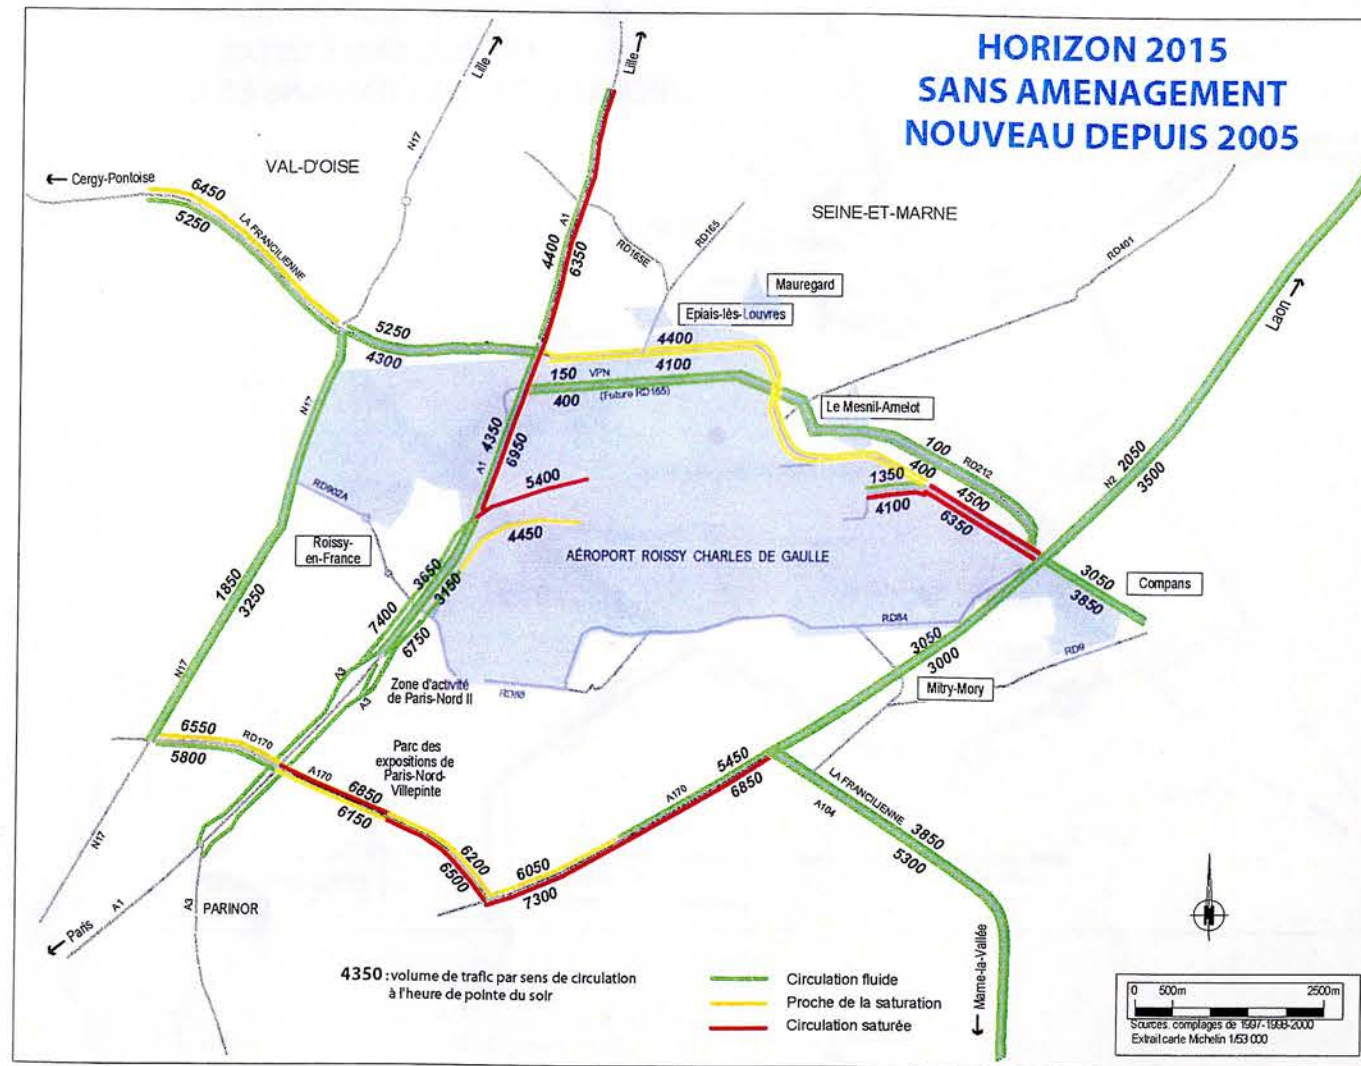 HORIZON 2015
SANS AMENAGEMENT
NOUVEAU DEPUIS 2005
Lille
Lille
N17
VAL-D'OISE
Cergy-Pontoise
6450
5250
LA FRANCILIENNE
A1
4400
6350
RD165E
RD165
SEINE-ET-MARNE
RD401
Mauregard
Epiais-lès-Louvres
Laon
5250
4300
4400
4100
150
VPN
400
(Future RD165)
Le Mesnil-Amelot
N17
4350
6950
A1
100
RD212
400
4500
6350
1350
4100
N2
2050
3500
5400
4450
RD902A
Roissy-
en-France
AÉROPORT ROISSY CHARLES DE GAULLE
3050
3850
Compans
1850
3250
3650
3150
7400
6750
RD84
RD9
3050
3000
Mitry-Mory
N17
A3
A3
Zone d'activité
de Paris-Nord II
RD88
6550
RD170
5800
A170
Parc des
expositions de
Paris-Nord-
Villepinte
6850
6150
6200
6500
6050
7300
A170
5450
6850
LA FRANCILIENNE
A104
3850
5300
N17
Paris
A1
A3
PARINOR
Marne-la-Vallée
N
4350 : volume de trafic par sens de circulation
à l'heure de pointe du soir
Circulation fluide
Proche de la saturation
Circulation saturée
0 500m 2500m
Sources. comptages de 1997-1998-2000
Extrait carte Michelin 1/53 000